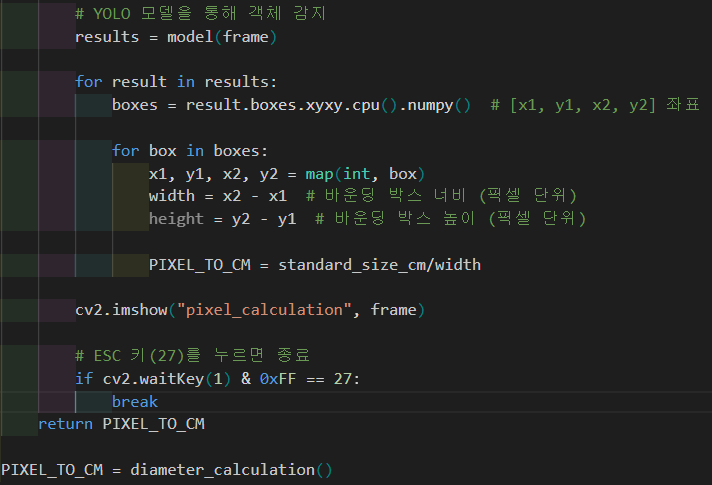 # YOLO 모델을 통해 객체 감지
results = model(frame)
for result in results:
boxes = result.boxes.xyxy.cpu().numpy()  # [x1, y1, x2, y2] 좌표
for box in boxes:
x1, y1, x2, y2 = map(int, box)
width = x2 - x1  # 바운딩 박스 너비 (픽셀 단위)
height = y2 - y1  # 바운딩 박스 높이 (픽셀 단위)
PIXEL_TO_CM = standard_size_cm/width
cv2.imshow("pixel_calculation", frame)
# ESC 키(27)를 누르면 종료
if cv2.waitKey(1) & 0xFF == 27:
break
return PIXEL_TO_CM
PIXEL_TO_CM = diameter_calculation()